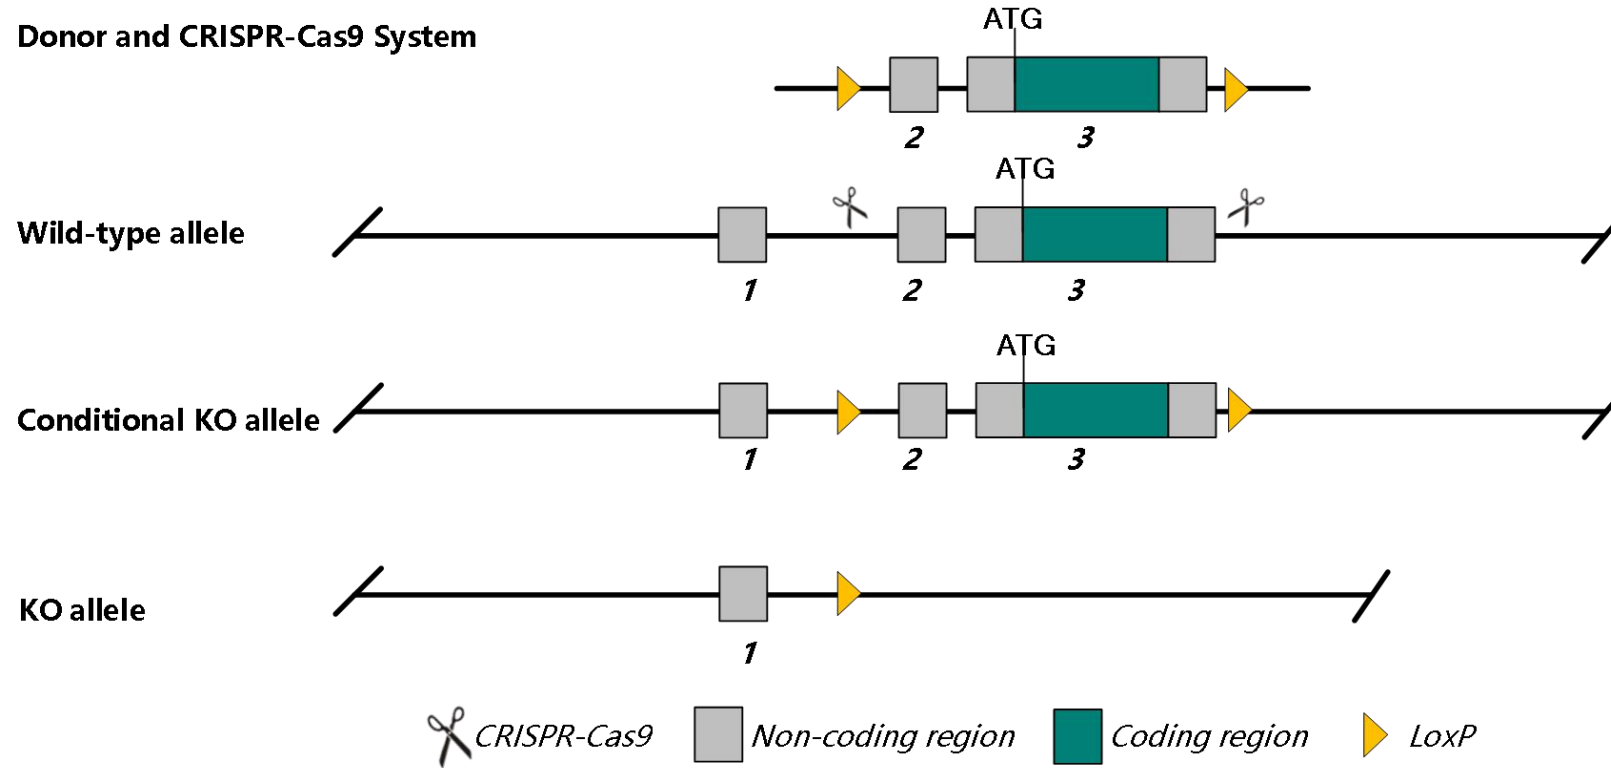 Donor and CRISPR-Cas9 System
ATG
2
3
ATG
Wild-type allele
1
2
3
ATG
Conditional KO allele
1
2
3
KO allele
1
CRISPR-Cas9
Non-coding region
Coding region
LoxP